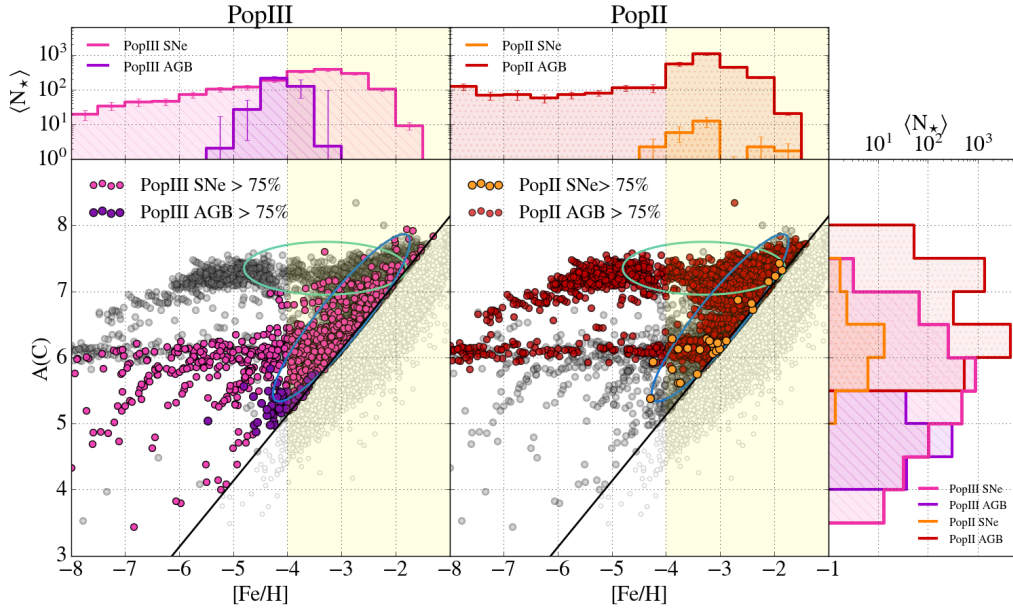 PopIII
PopII
PopIII SNe
PopIII AGB
PopII SNe
PopII AGB
⟨N⋆⟩
10³
10²
10¹
10⁰
⟨N⋆⟩
10¹
10²
10³
PopIII SNe > 75%
PopIII AGB > 75%
PopII SNe> 75%
PopII AGB > 75%
A(C)
8
7
6
5
4
3
PopIII SNe
PopIII AGB
PopII SNe
PopII AGB
−8 −7 −6 −5 −4 −3 −2
−8 −7 −6 −5 −4 −3 −2 −1
[Fe/H]
[Fe/H]